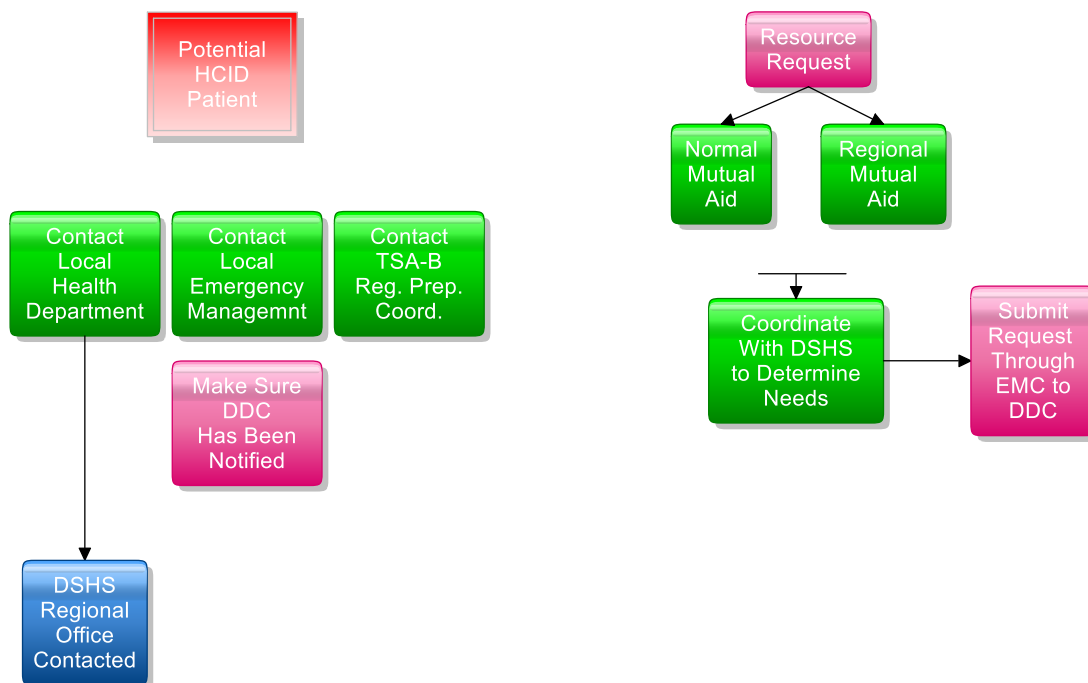 Potential
HCID
Patient
Resource
Request
Normal
Mutual
Aid
Regional
Mutual
Aid
Contact
Local
Health
Department
Contact
Local
Emergency
Managemnt
Contact
TSA-B
Reg. Prep.
Coord.
Coordinate
With DSHS
to Determine
Needs
Submit
Request
Through
EMC to
DDC
Make Sure
DDC
Has Been
Notified
DSHS
Regional
Office
Contacted